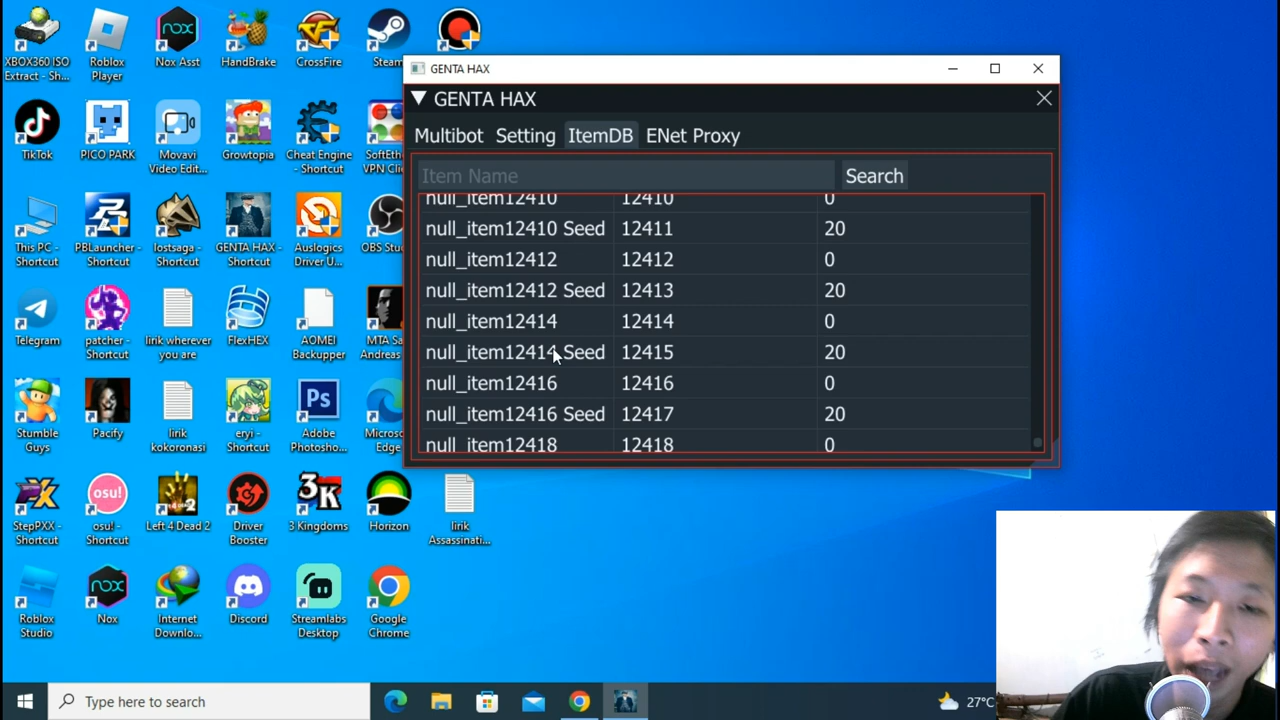 XBOX360 ISO
Extract - Sh...
Roblox
Player
Nox Asst
HandBrake
CrossFire
Steam
TikTok
PICO PARK
Movavi
Video Edit...
Growtopia
Cheat Engine
- Shortcut
SoftEthe
VPN Clie
This PC -
Shortcut
PBLauncher -
Shortcut
lostsaga -
Shortcut
GENTA HAX -
Shortcut
Auslogics
Driver U...
OBS Stu
Telegram
patcher -
Shortcut
lirik wherever
you are
FlexHEX
AOMEI
Backupper
MTA Sa
Andreas
Stumble
Guys
Pacify
lirik
kokoronasi
eryi -
Shortcut
Adobe
Photosho...
Microso
Edge
StepPXX -
Shortcut
osu! -
Shortcut
Left 4 Dead 2
Driver
Booster
3 Kingdoms
Horizon
lirik
Assassinati...
Roblox
Studio
Nox
Internet
Downlo...
Discord
Streamlabs
Desktop
Google
Chrome
GENTA HAX
GENTA HAX
Multibot Setting ItemDB ENet Proxy
Item Name Search
null_item12410 12410 0
null_item12410 Seed 12411 20
null_item12412 12412 0
null_item12412 Seed 12413 20
null_item12414 12414 0
null_item12414 Seed 12415 20
null_item12416 12416 0
null_item12416 Seed 12417 20
null_item12418 12418 0
Type here to search
27°C